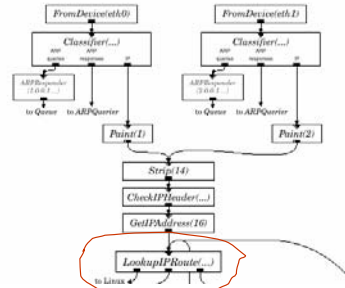 FromDevice(eth0) FromDevice(eth1)
Classifier(...) Classifier(...)
ARP queries ARP responses IP ARP queries ARP responses IP
ARPResponder (1.0.0.1...) ARPResponder (2.0.0.1...)
to Queue to ARPQuerier to Queue to ARPQuerier
Paint(1) Paint(2)
Strip(14)
CheckIPHeader(...)
GetIPAddress(16)
LookupIPRoute(...)
to Linux